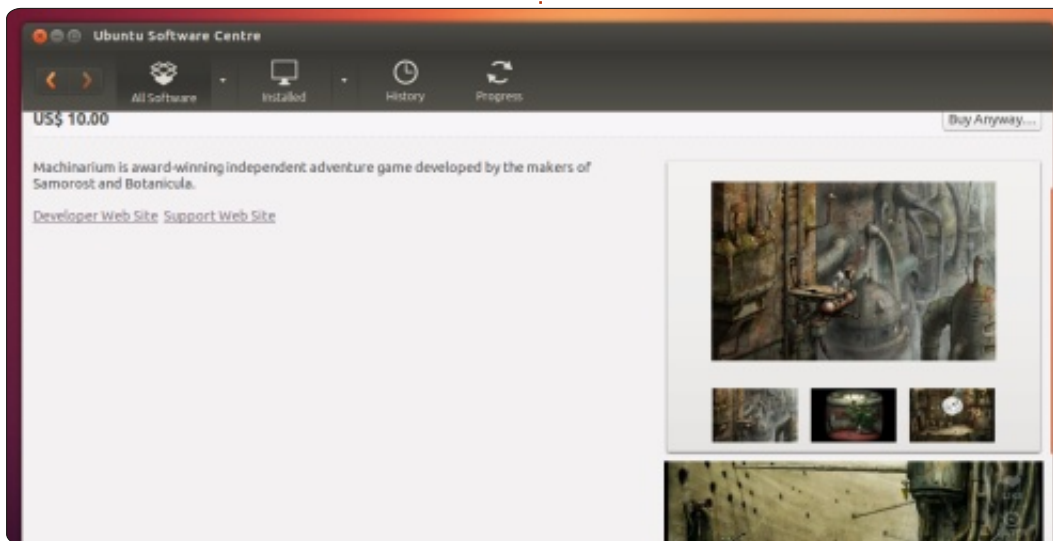 Ubuntu Software Centre
All Software
Installed
History
Progress
US$ 10.00
Buy Anyway...
Machinarium is award-winning independent adventure game developed by the makers of
Samorost and Botanicula.
Developer Web Site Support Web Site